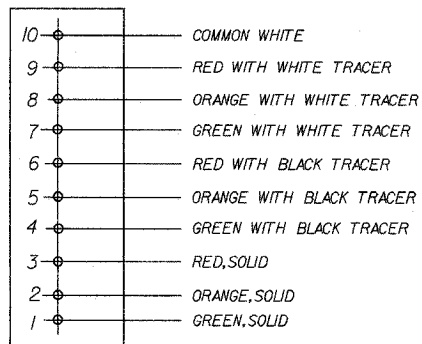 10 COMMON WHITE
9 RED WITH WHITE TRACER
8 ORANGE WITH WHITE TRACER
7 GREEN WITH WHITE TRACER
6 RED WITH BLACK TRACER
5 ORANGE WITH BLACK TRACER
4 GREEN WITH BLACK TRACER
3 RED,SOLID
2 ORANGE,SOLID
1 GREEN,SOLID